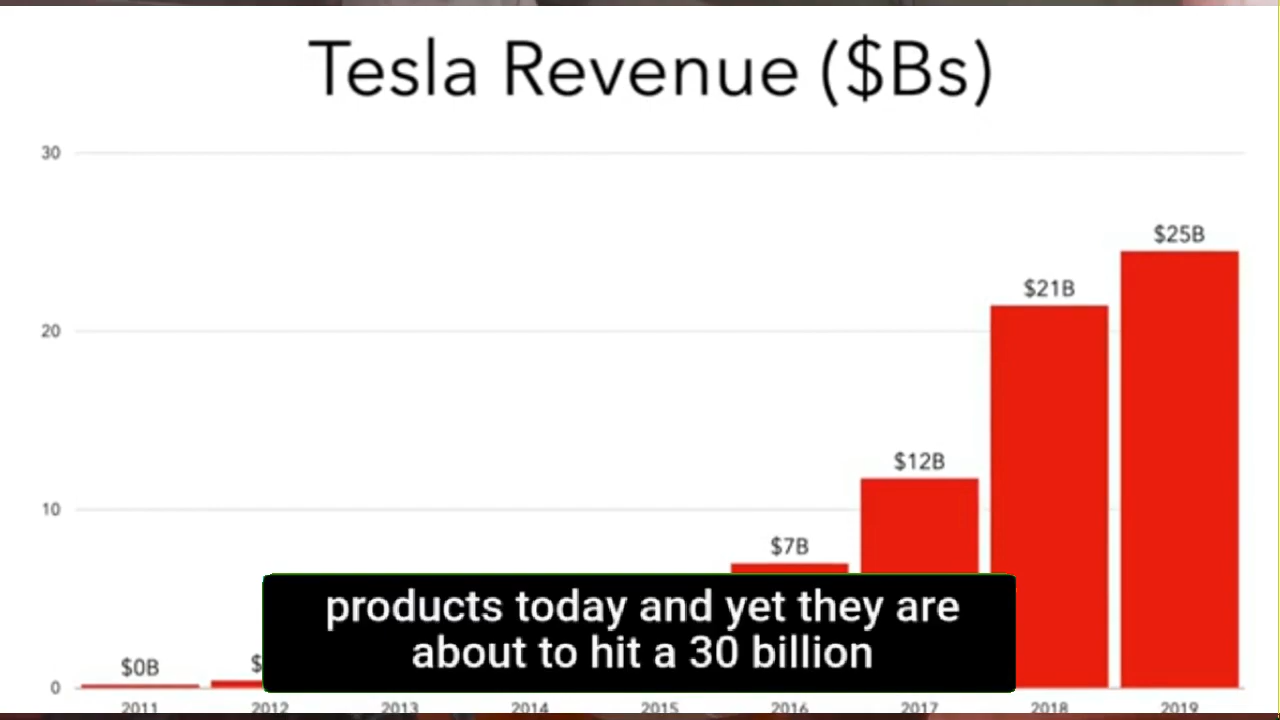 Tesla Revenue ($Bs)
30
$25B
$21B
20
$12B
10
$7B
products today and yet they are
about to hit a 30 billion
$0B
$
0
2011 2012 2013 2014 2015 2016 2017 2018 2019